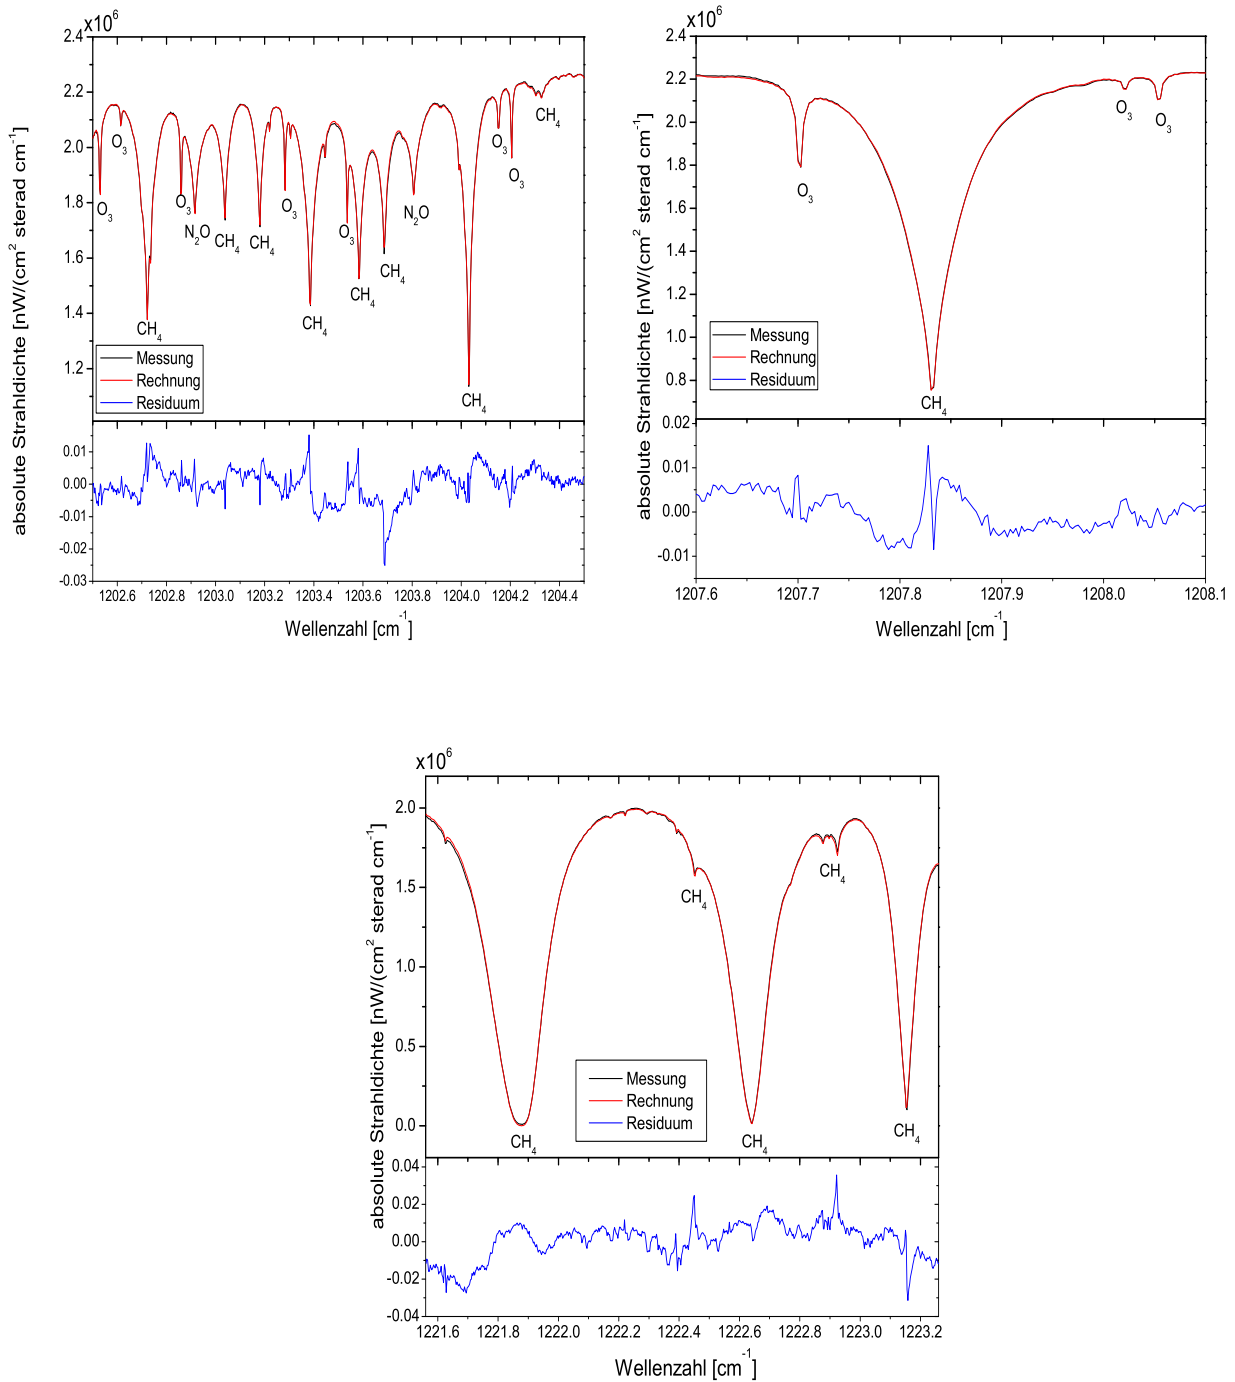 x10⁶
2.4
2.2
2.0
1.8
1.6
1.4
1.2
O₃
O₃
CH₄
O₃
N₂O
CH₄
CH₄
O₃
CH₄
O₃
CH₄
CH₄
N₂O
CH₄
O₃
O₃
CH₄
Messung
Rechnung
Residuum
0.01
0.00
-0.01
-0.02
-0.03
1202.6 1202.8 1203.0 1203.2 1203.4 1203.6 1203.8 1204.0 1204.2 1204.4
Wellenzahl [cm⁻¹]
absolute Strahldichte [nW/(cm² sterad cm⁻¹]
x10⁶
2.4
2.2
2.0
1.8
1.6
1.4
1.2
1.0
0.8
O₃
CH₄
O₃
O₃
Messung
Rechnung
Residuum
0.02
0.01
0.00
-0.01
1207.6 1207.7 1207.8 1207.9 1208.0 1208.1
Wellenzahl [cm⁻¹]
absolute Strahldichte [nW/(cm² sterad cm⁻¹]
x10⁶
2.0
1.5
1.0
0.5
0.0
CH₄
CH₄
CH₄
CH₄
CH₄
Messung
Rechnung
Residuum
0.04
0.02
0.00
-0.02
-0.04
1221.6 1221.8 1222.0 1222.2 1222.4 1222.6 1222.8 1223.0 1223.2
Wellenzahl [cm⁻¹]
absolute Strahldichte [nW/(cm² sterad cm⁻¹]